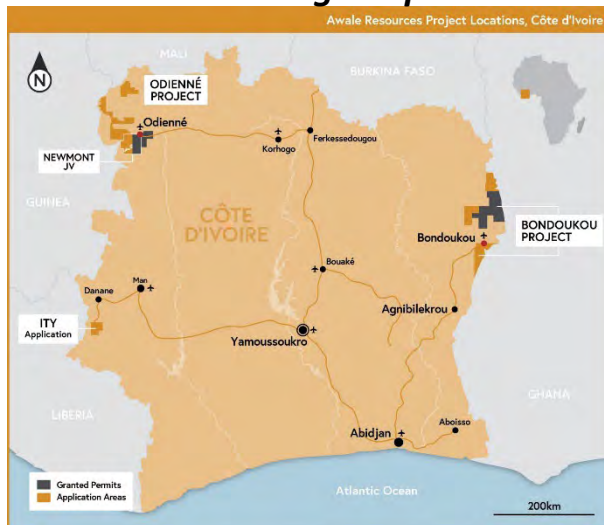 Awale Resources Project Locations, Côte d'Ivoire
MALI
BURKINA FASO
N
ODIENNÉ
PROJECT
Odienné
Ferkessedougou
Korhogo
NEWMONT
JV
GUINEA
CÔTE
D'IVOIRE
Bondoukou
BONDOUKOU
PROJECT
Bouaké
Man
Danane
Agnibilekrou
ITY
Application
Yamoussoukro
LIBERIA
GHANA
Aboisso
Abidjan
Granted Permits
Application Areas
Atlantic Ocean
200km